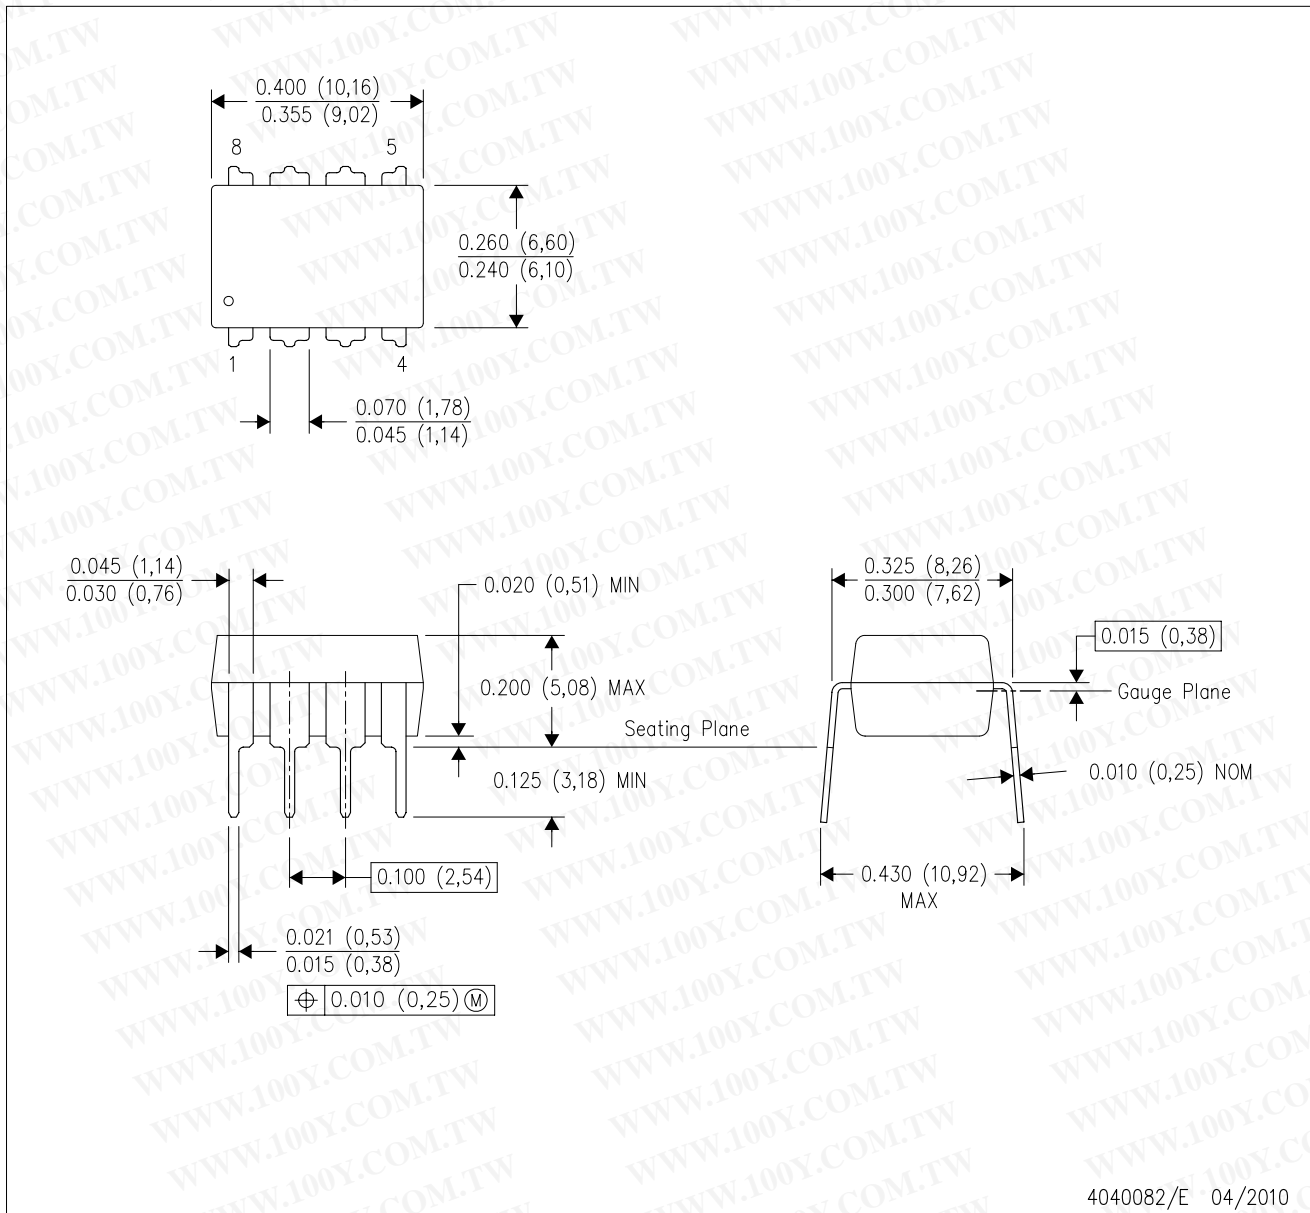 0.400 (10,16)
0.355 (9,02)
8
5
0.260 (6,60)
0.240 (6,10)
1
4
0.070 (1,78)
0.045 (1,14)
0.045 (1,14)
0.030 (0,76)
0.020 (0,51) MIN
0.325 (8,26)
0.300 (7,62)
0.015 (0,38)
0.200 (5,08) MAX
Gauge Plane
Seating Plane
0.125 (3,18) MIN
0.010 (0,25) NOM
0.100 (2,54)
0.430 (10,92)
MAX
0.021 (0,53)
0.015 (0,38)
⌖ 0.010 (0,25) Ⓜ
4040082/E 04/2010
WWW.100Y.COM.TW